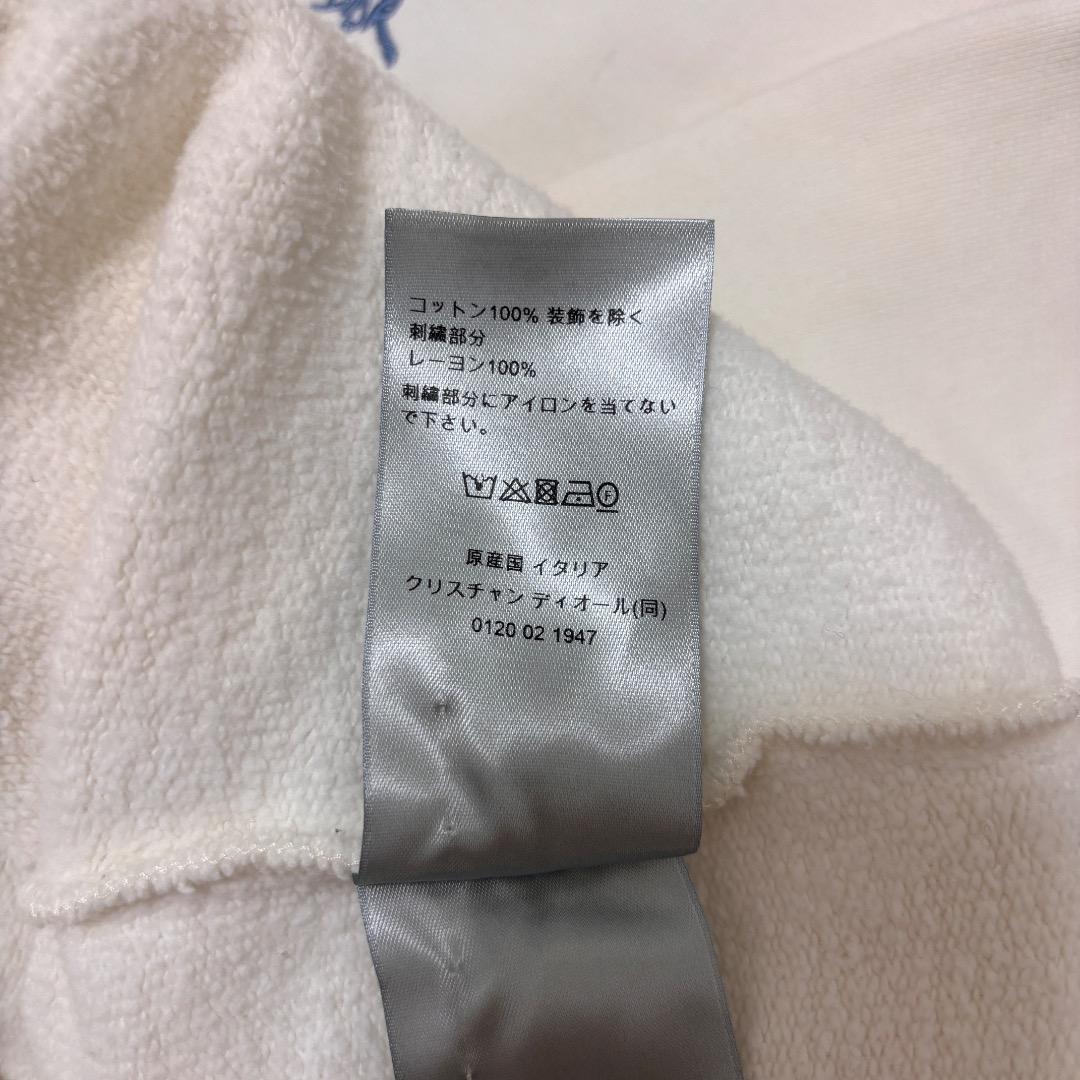 コットン100% 装飾を除く
刺繍部分
レーヨン100%
刺繍部分にアイロンを当てない
で下さい。
F
原産国 イタリア
クリスチャン ディオール(同)
0120 02 1947